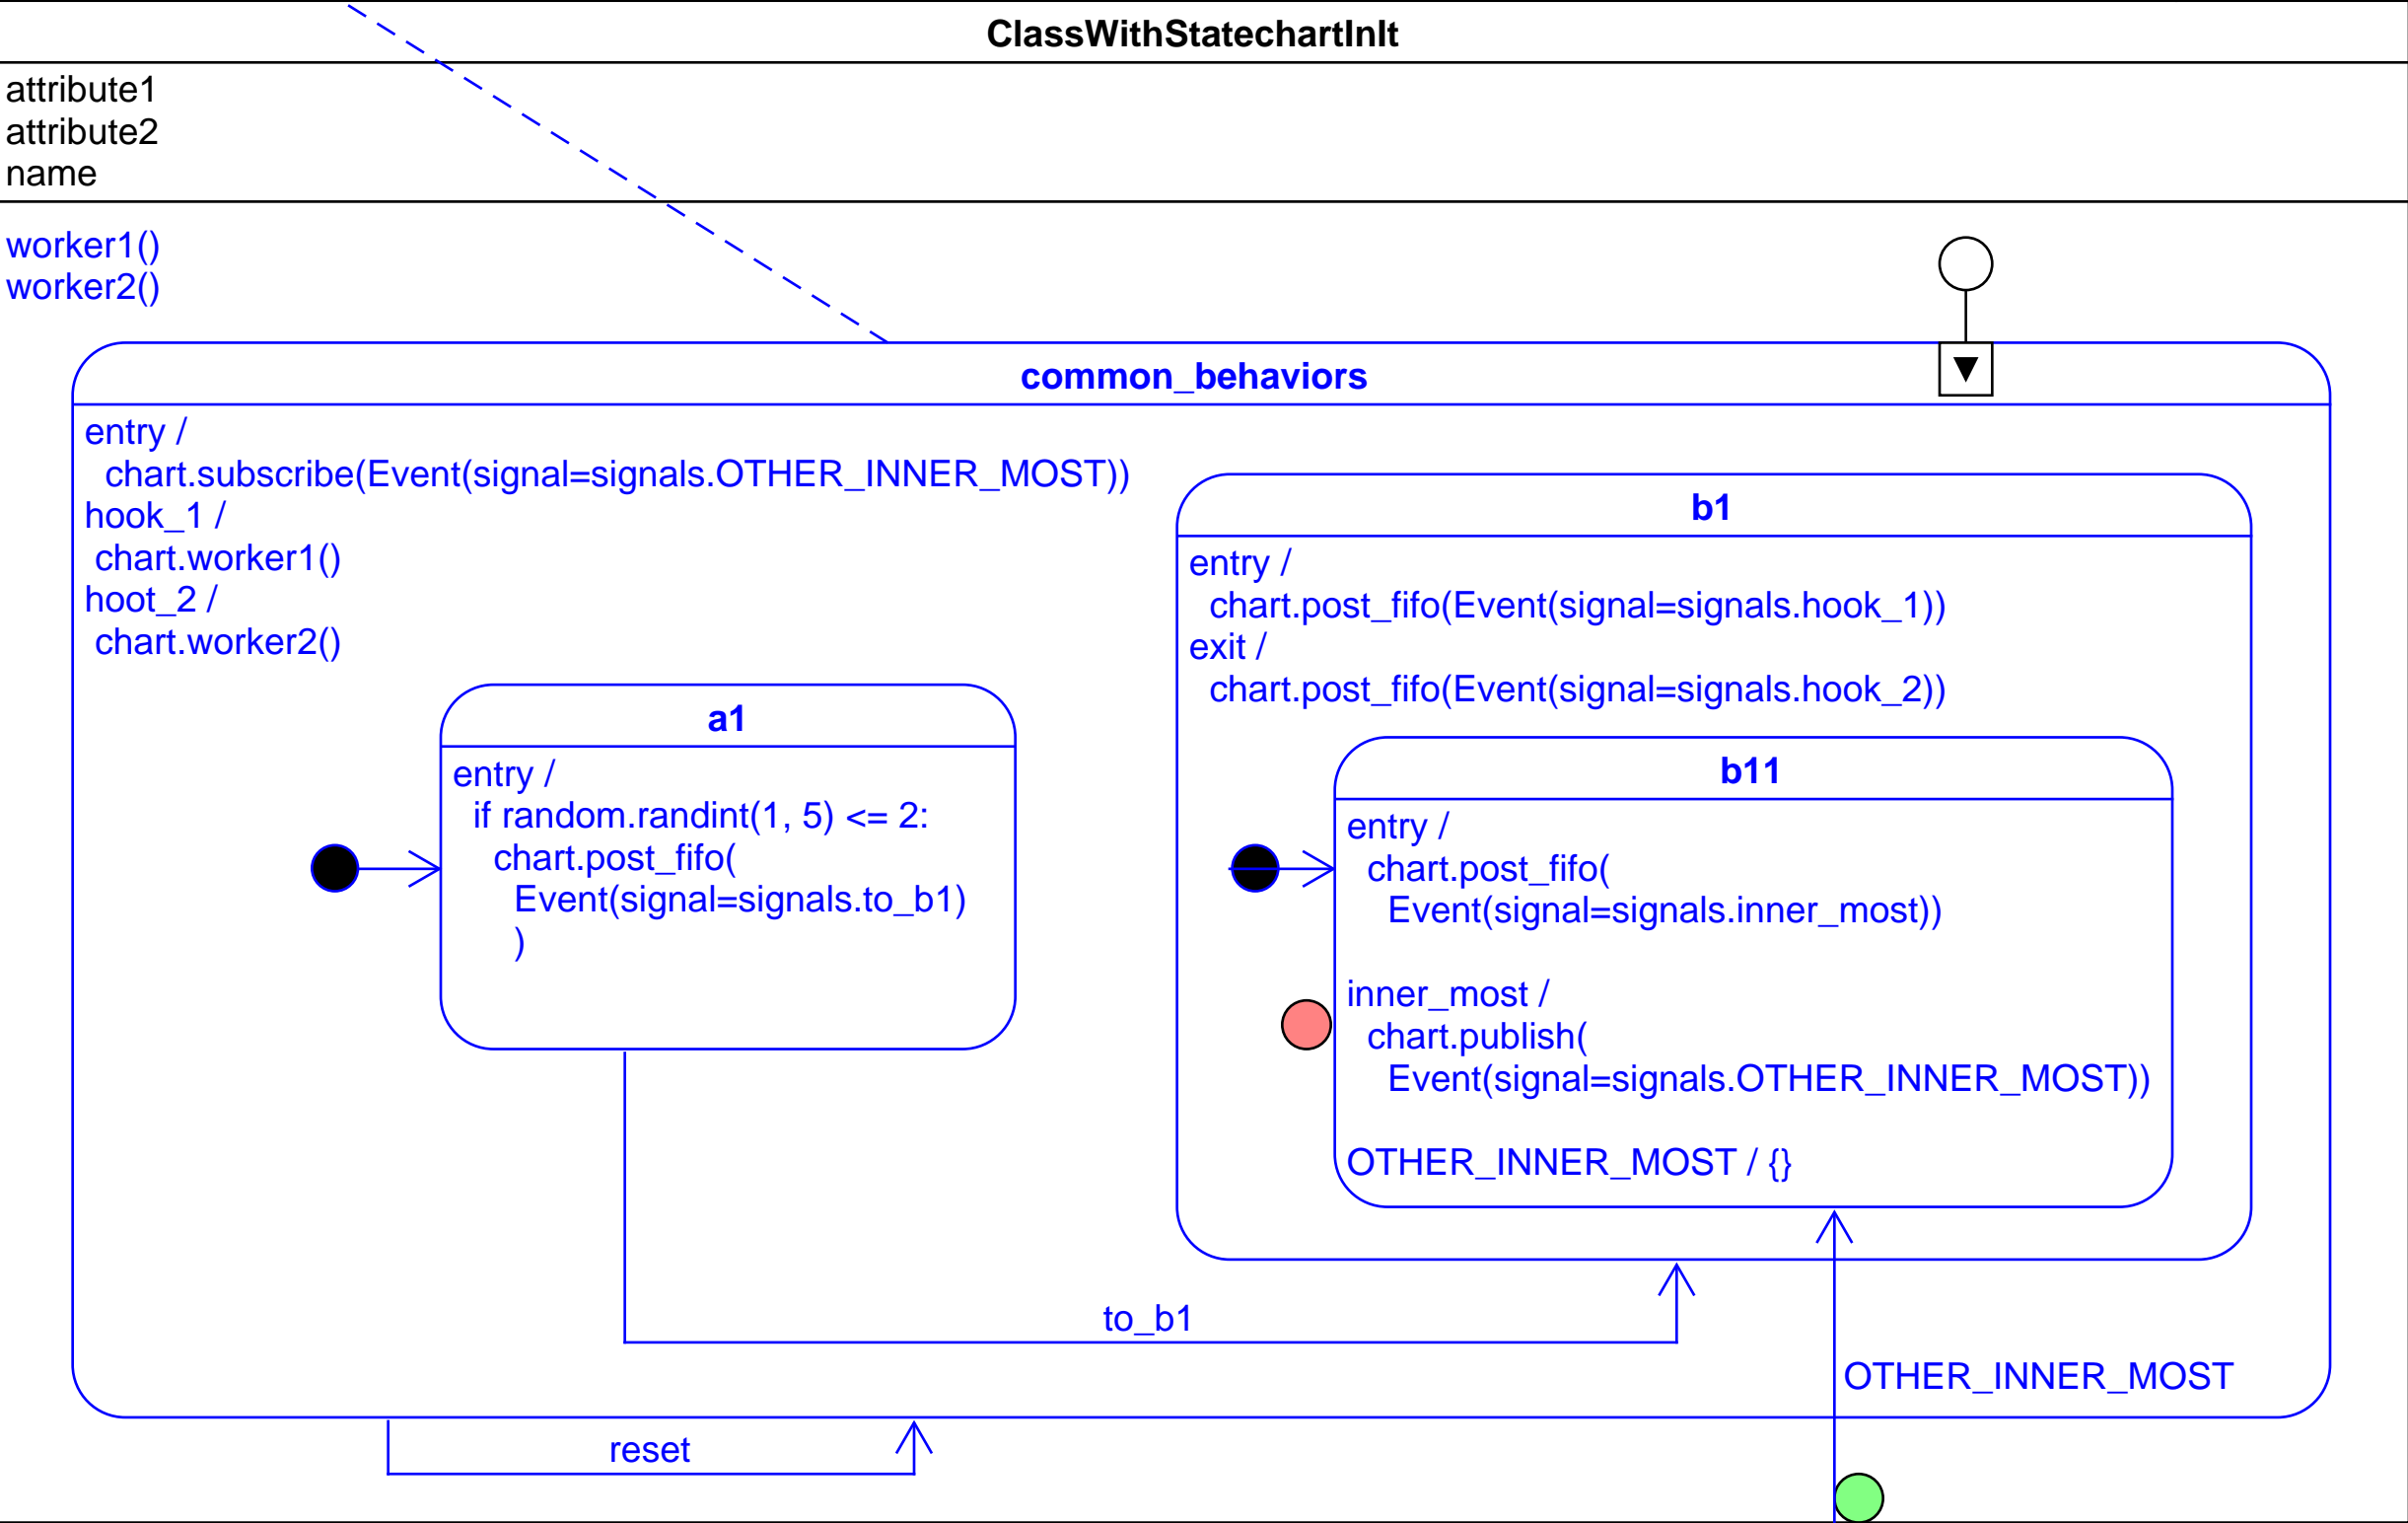 ClassWithStatechartInIt
attribute1
attribute2
name
worker1()
worker2()
common_behaviors
entry /
chart.subscribe(Event(signal=signals.OTHER_INNER_MOST))
hook_1 /
chart.worker1()
hoot_2 /
chart.worker2()
a1
entry /
if random.randint(1, 5) <= 2:
chart.post_fifo(
Event(signal=signals.to_b1)
)
b1
entry /
chart.post_fifo(Event(signal=signals.hook_1))
exit /
chart.post_fifo(Event(signal=signals.hook_2))
b11
entry /
chart.post_fifo(
Event(signal=signals.inner_most))
inner_most /
chart.publish(
Event(signal=signals.OTHER_INNER_MOST))
OTHER_INNER_MOST / {}
to_b1
OTHER_INNER_MOST
reset